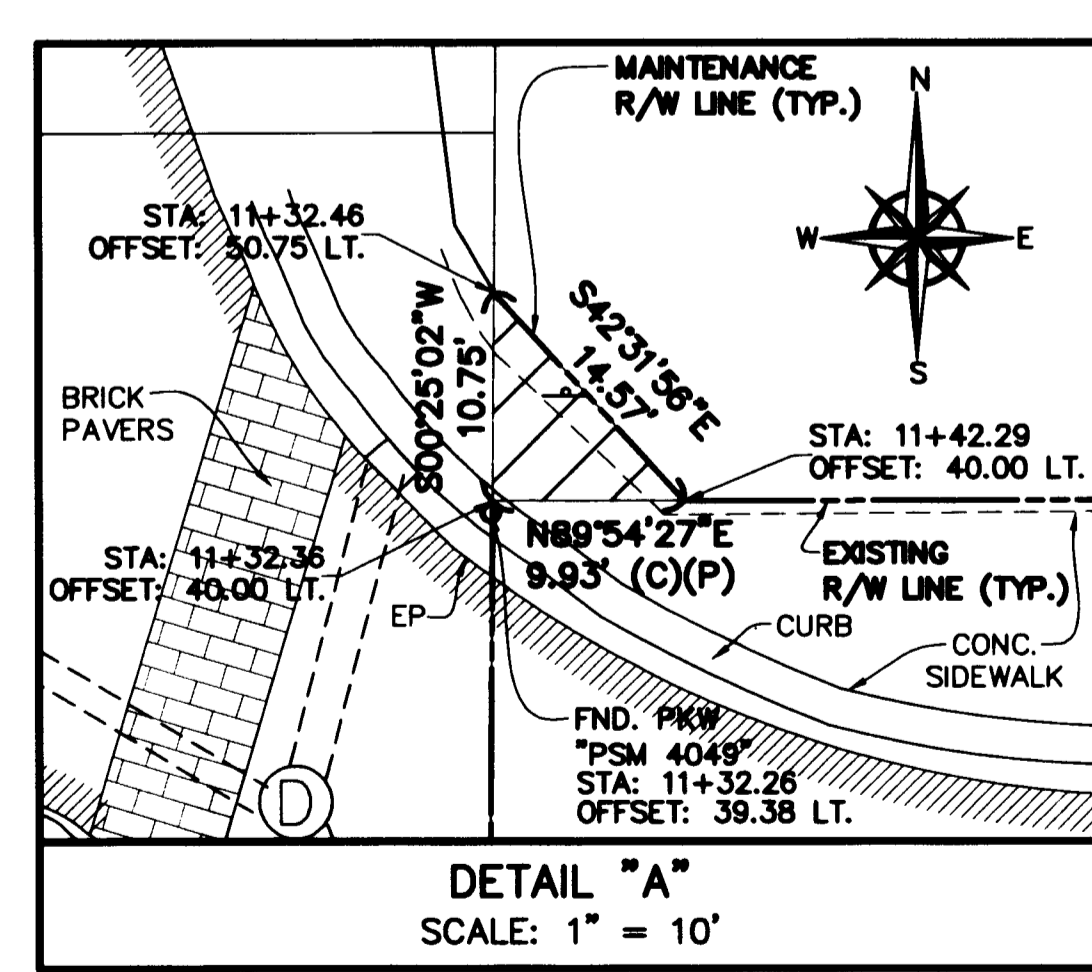 MAINTENANCE
R/W LINE (TYP.)
N
W
E
S
STA: 11+32.46
OFFSET: 50.75 LT.
S00°25'02"W
10.75'
S42°31'56"E
14.57'
BRICK
PAVERS
STA: 11+42.29
OFFSET: 40.00 LT.
N89°54'27"E
9.93' (C)(P)
STA: 11+32.36
OFFSET: 40.00 LT.
EXISTING
R/W LINE (TYP.)
EP
CURB
CONC.
SIDEWALK
FND. PKW
"PSM 4049"
STA: 11+32.26
OFFSET: 39.38 LT.
D
DETAIL "A"
SCALE: 1" = 10'